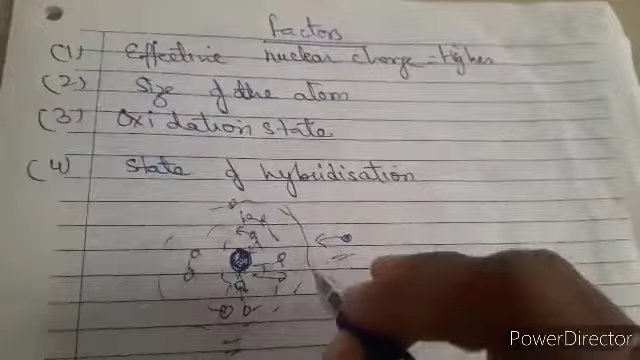 Factors
(1) Effective nuclear charge - Higher
(2) Size of the atom
(3) Oxidation state
(4) State of hybridisation
PowerDirector